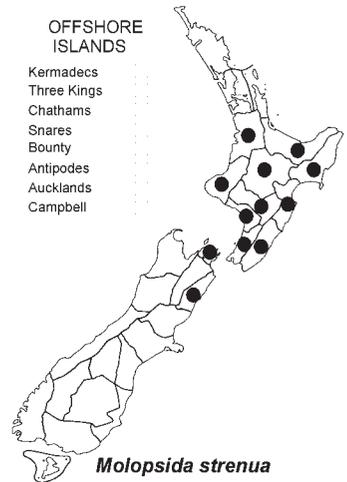 OFFSHORE
ISLANDS
Kermadecs
Three Kings
Chathams
Snares
Bounty
Antipodes
Aucklands
Campbell
Molopsida strenua